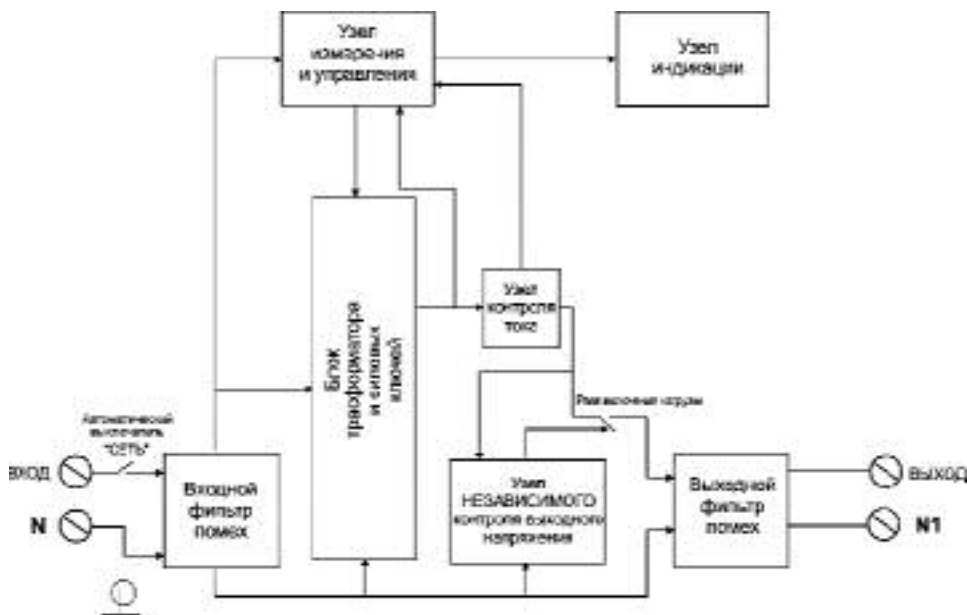 Узел
измерения
и управления
Узел
индикации
Узел
контроля
тока
Блок
трасформатора
и силовых
ключей
Реле включения нагрузки
Автоматический
выключатель
"СЕТЬ"
ВХОД
N
Входной
фильтр
помех
Узел
НЕЗАВИСИМОГО
контроля выходного
напряжения
Выходной
фильтр
помех
ВЫХОД
N1